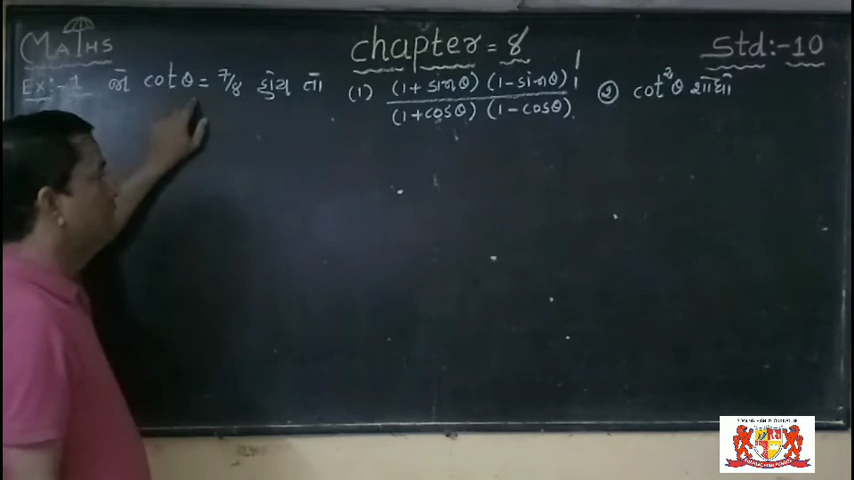 MATHS
chapter = 8
Std:-10
Ex:-1 જો cot θ = 7/8 હોય તો (1) (1+sinθ) (1-sinθ) / (1+cosθ) (1-cosθ) ② cot²θ શોધો